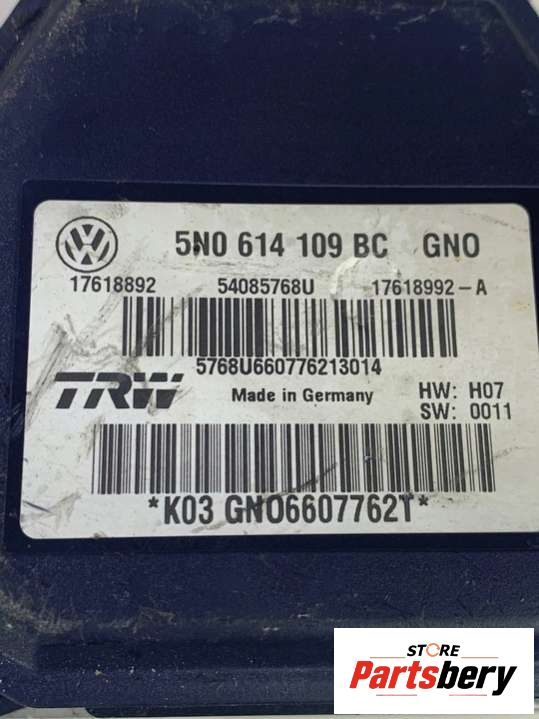 5N0 614 109 BC GNO
17618892 54085768U 17618992-A
5768U660776213014
TRW Made in Germany HW: H07
SW: 0011
*K03 GNO6607762T*
STORE
Partsbery